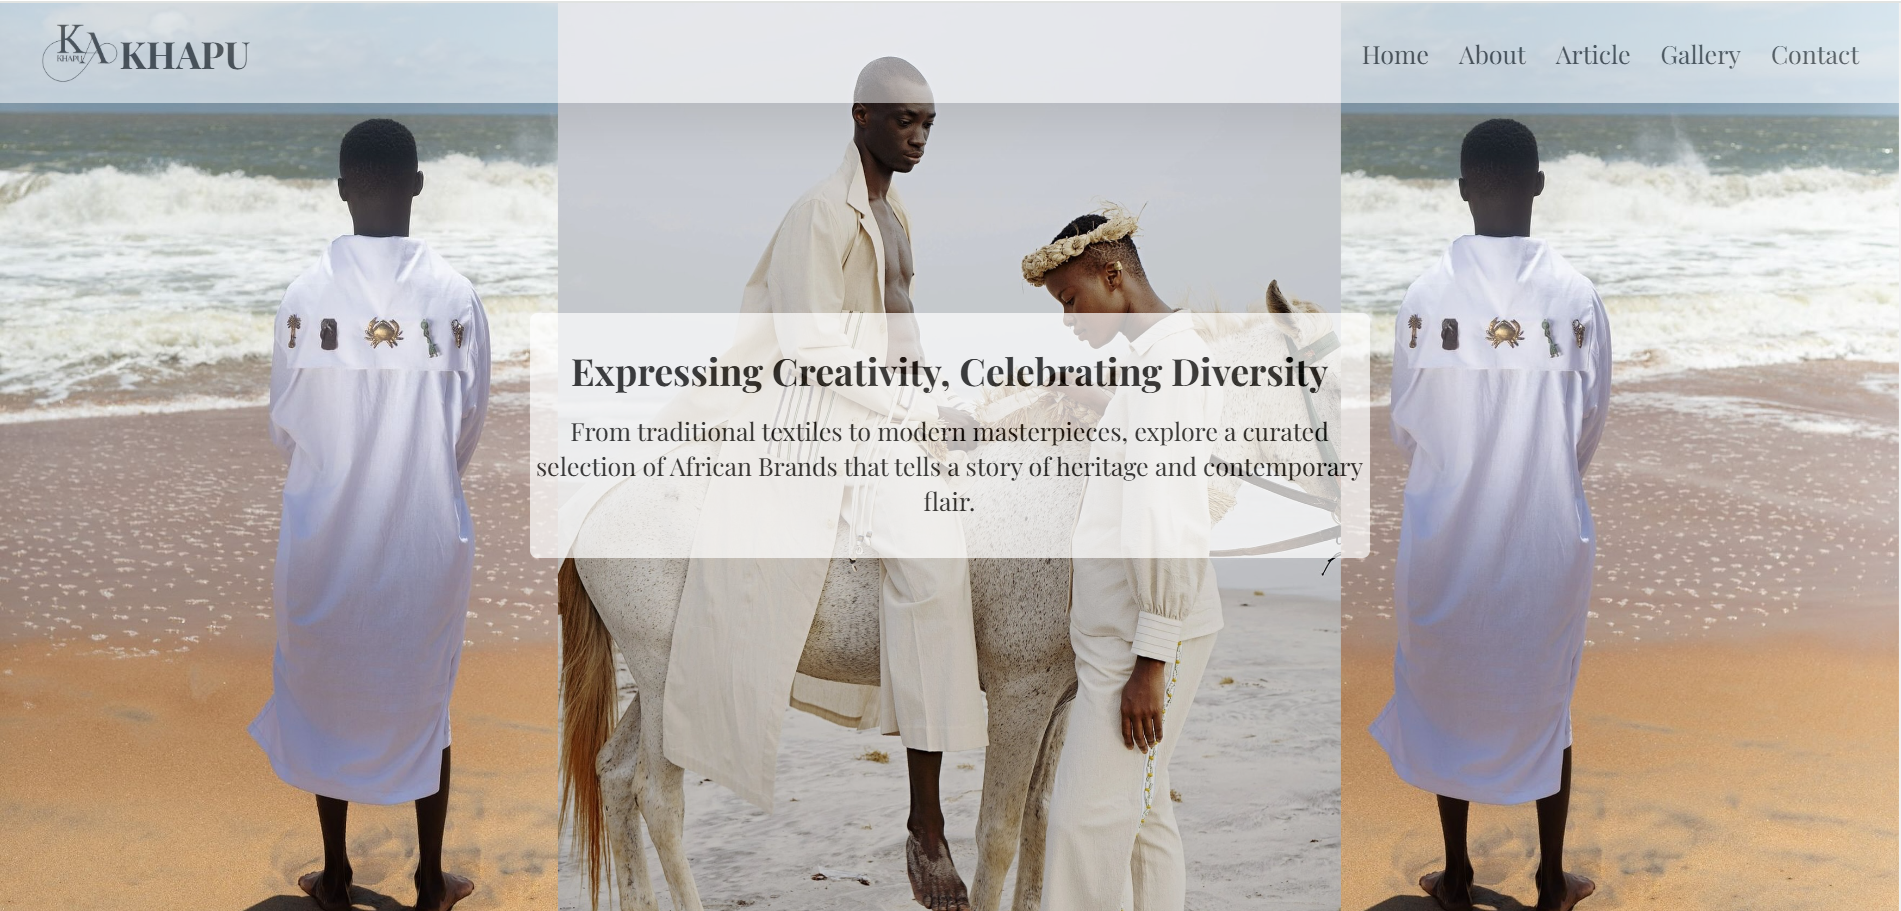 KA
KHAPU
KHAPU
Home About Article Gallery Contact
Expressing Creativity, Celebrating Diversity
From traditional textiles to modern masterpieces, explore a curated
selection of African Brands that tells a story of heritage and contemporary
flair.